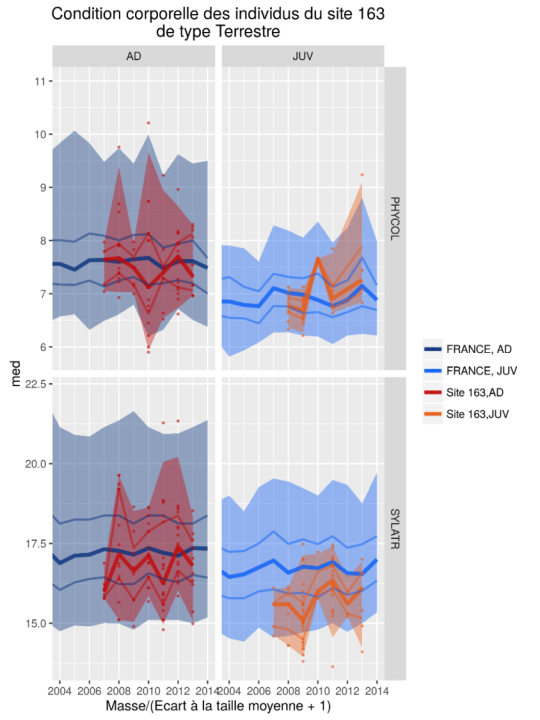 Condition corporelle des individus du site 163
de type Terrestre
AD
JUV
11
10
9
8
7
6
PHYCOL
med
22.5
20.0
17.5
15.0
SYLATR
2004 2006 2008 2010 2012 2014
2004 2006 2008 2010 2012 2014
Masse/(Ecart à la taille moyenne + 1)
FRANCE, AD
FRANCE, JUV
Site 163,AD
Site 163,JUV